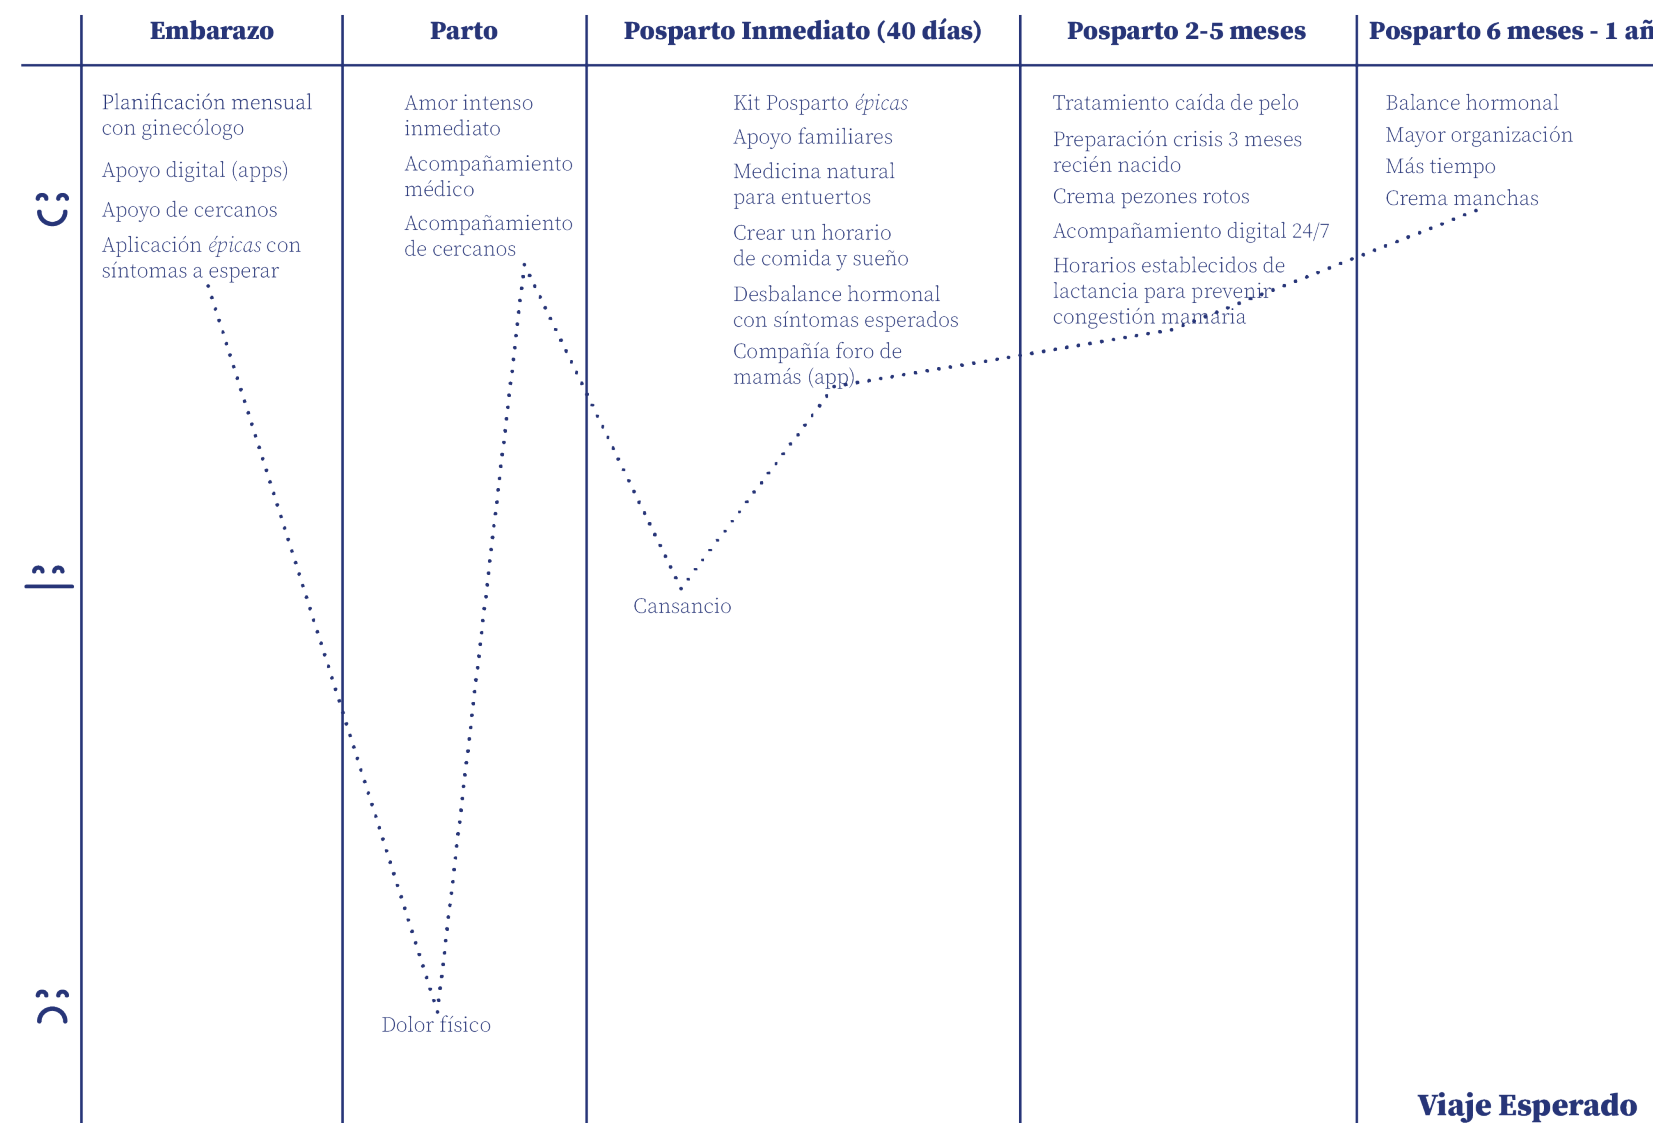 Embarazo
Parto
Posparto Inmediato (40 días)
Posparto 2-5 meses
Posparto 6 meses - 1 añ
Planificación mensual
con ginecólogo
Apoyo digital (apps)
Apoyo de cercanos
Aplicación épicas con
síntomas a esperar
Amor intenso
inmediato
Acompañamiento
médico
Acompañamiento
de cercanos
Dolor físico
Kit Posparto épicas
Apoyo familiares
Medicina natural
para entuertos
Crear un horario
de comida y sueño
Desbalance hormonal
con síntomas esperados
Compañía foro de
mamás (app)
Cansancio
Tratamiento caída de pelo
Preparación crisis 3 meses
recién nacido
Crema pezones rotos
Acompañamiento digital 24/7
Horarios establecidos de
lactancia para prevenir
congestión mamaria
Balance hormonal
Mayor organización
Más tiempo
Crema manchas
Viaje Esperado